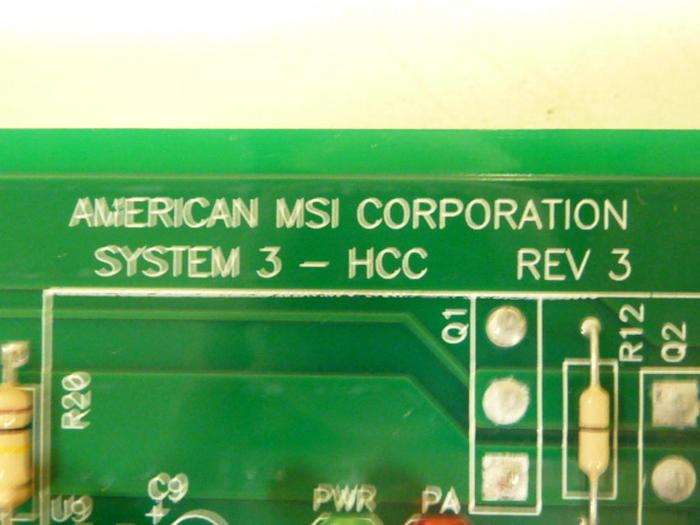 AMERICAN MSI CORPORATION
SYSTEM 3 - HCC REV 3
Q1
R12
Q2
R20
C9
+
U9
PWR
PA